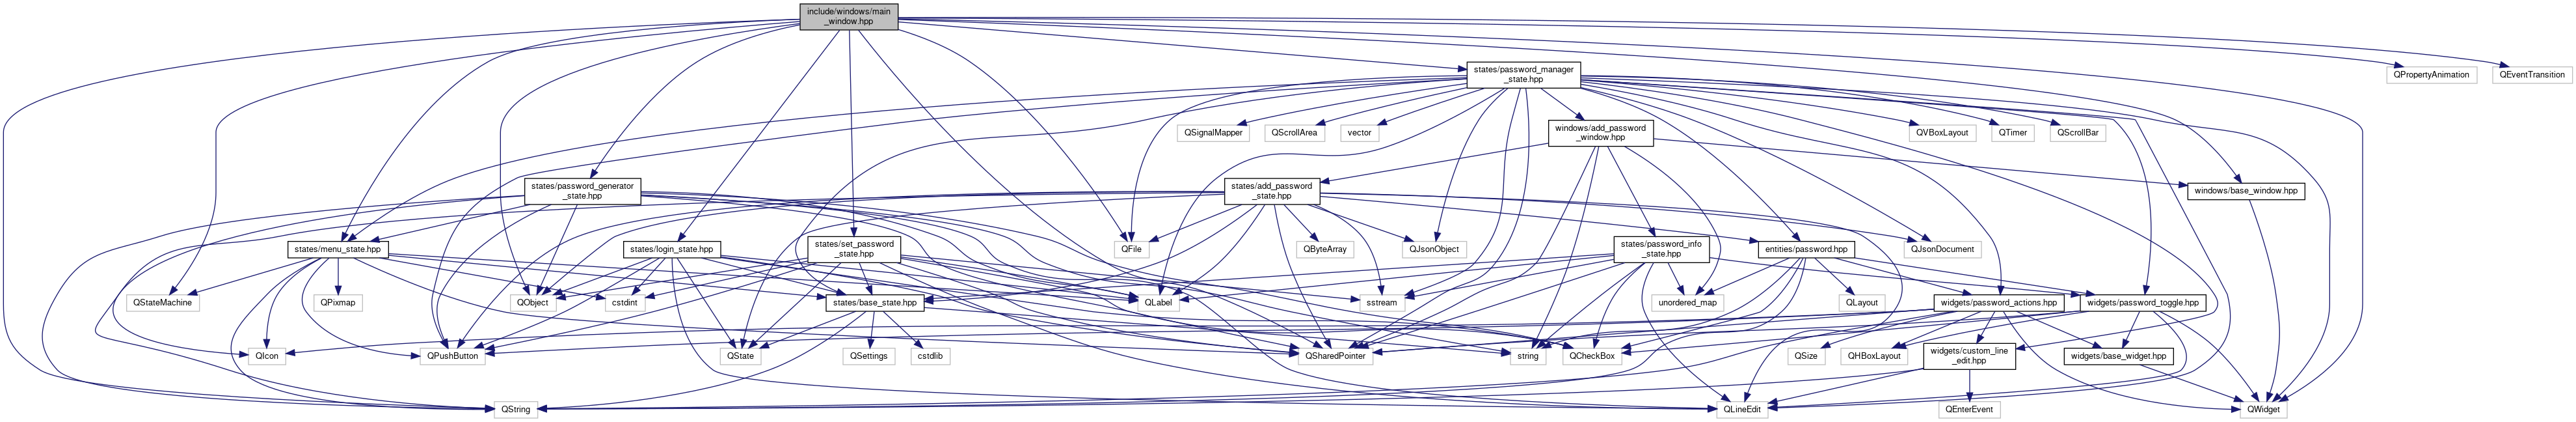 include/windows/main
_window.hpp
states/password_manager
_state.hpp
QPropertyAnimation
QEventTransition
QSignalMapper
QScrollArea
vector
windows/add_password
_window.hpp
QVBoxLayout
QTimer
QScrollBar
states/password_generator
_state.hpp
states/add_password
_state.hpp
windows/base_window.hpp
states/menu_state.hpp
states/login_state.hpp
states/set_password
_state.hpp
QFile
QByteArray
QJsonObject
states/password_info
_state.hpp
entities/password.hpp
QJsonDocument
QStateMachine
QPixmap
QObject
cstdint
states/base_state.hpp
QLabel
sstream
unordered_map
QLayout
widgets/password_actions.hpp
widgets/password_toggle.hpp
QIcon
QPushButton
QState
QSettings
cstdlib
QSharedPointer
string
QCheckBox
QSize
QHBoxLayout
widgets/custom_line
_edit.hpp
widgets/base_widget.hpp
QString
QLineEdit
QEnterEvent
QWidget